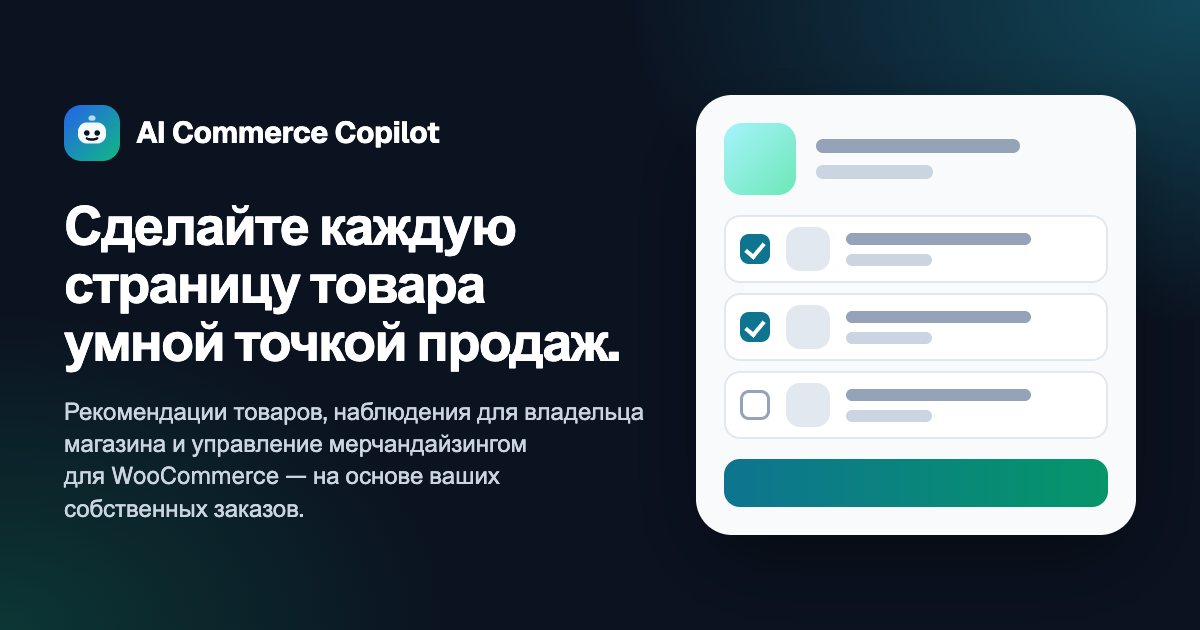 AI Commerce Copilot
Сделайте каждую
страницу товара
умной точкой продаж.
Рекомендации товаров, наблюдения для владельца
магазина и управление мерчандайзингом
для WooCommerce — на основе ваших
собственных заказов.